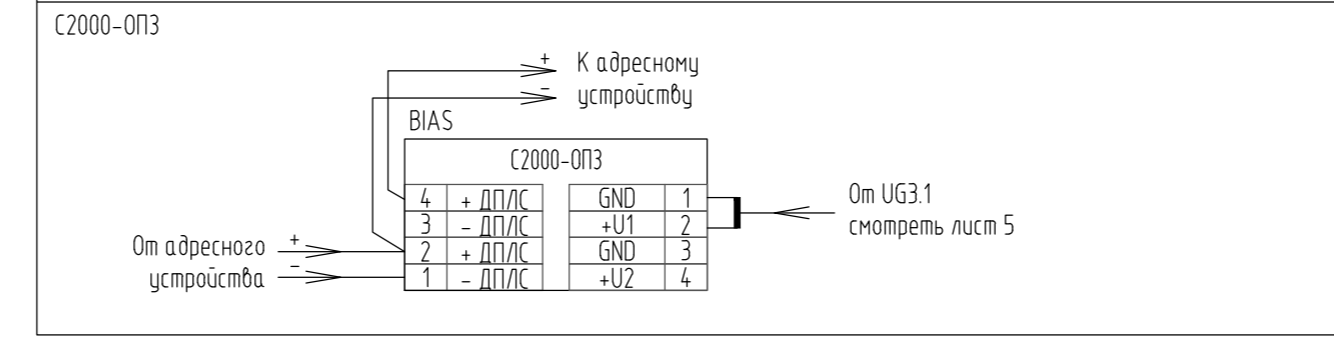 С2000-ОПЗ
+ К адресному
- устройству
BIAS
С2000-ОПЗ
4 + ДПЛС GND 1
3 - ДПЛС +U1 2
2 + ДПЛС GND 3
1 - ДПЛС +U2 4
От адресного +
устройства -
От UG3.1
смотреть лист 5